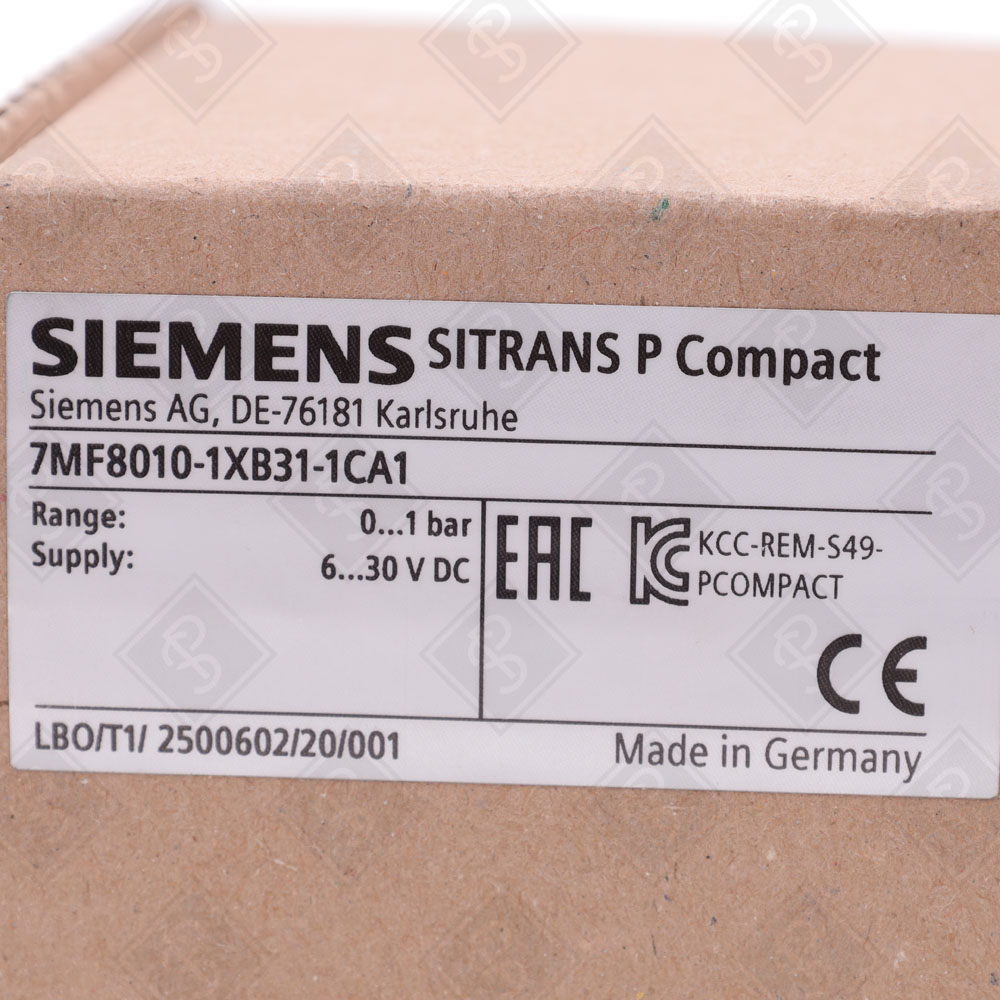 SIEMENS SITRANS P Compact
Siemens AG, DE-76181 Karlsruhe
7MF8010-1XB31-1CA1
Range: 0...1 bar
Supply: 6...30 V DC
EAC KC KCC-REM-S49-
PCOMPACT
CE
LBO/T1/ 2500602/20/001 Made in Germany